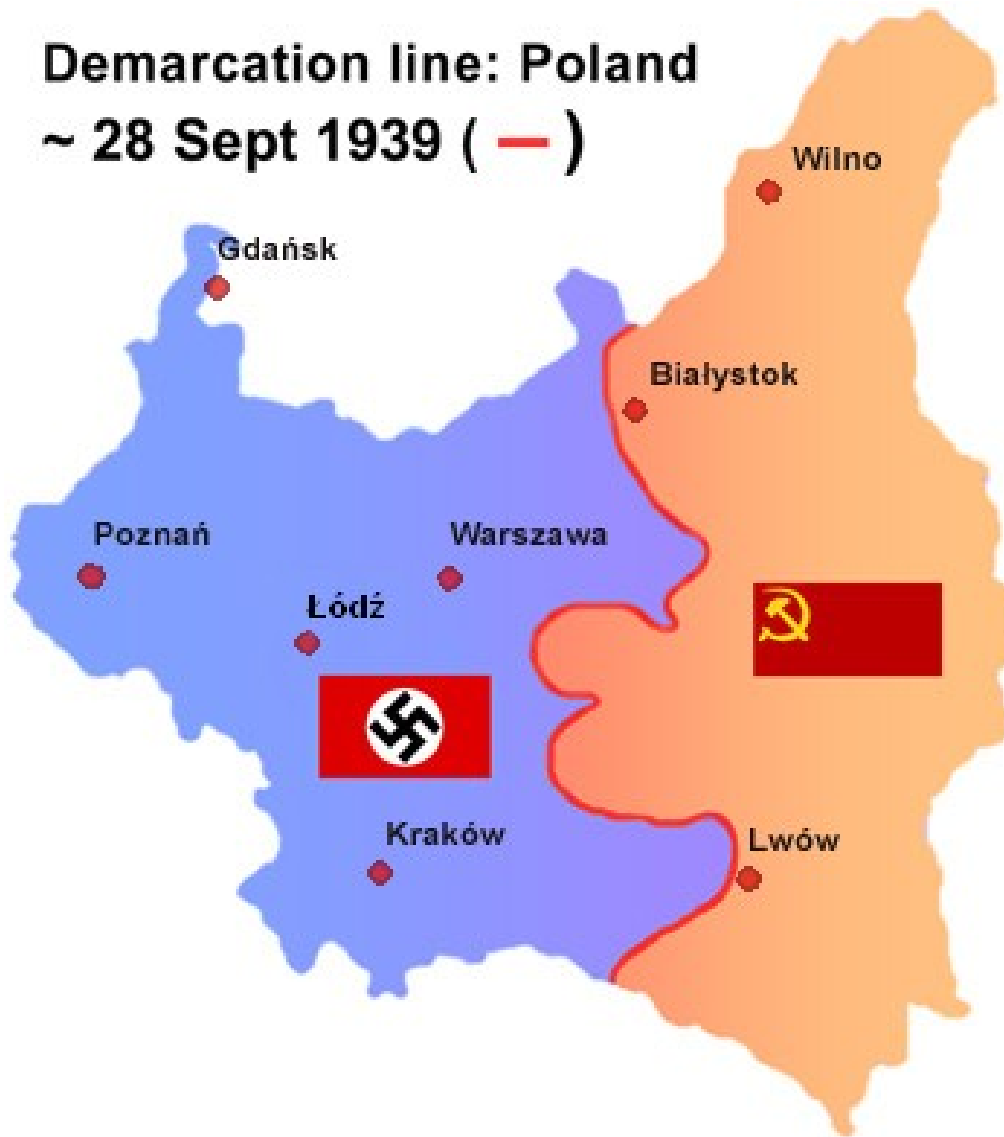 Demarcation line: Poland
~ 28 Sept 1939 ( — )
Wilno
Gdańsk
Białystok
Poznań
Warszawa
Łódź
Kraków
Lwów